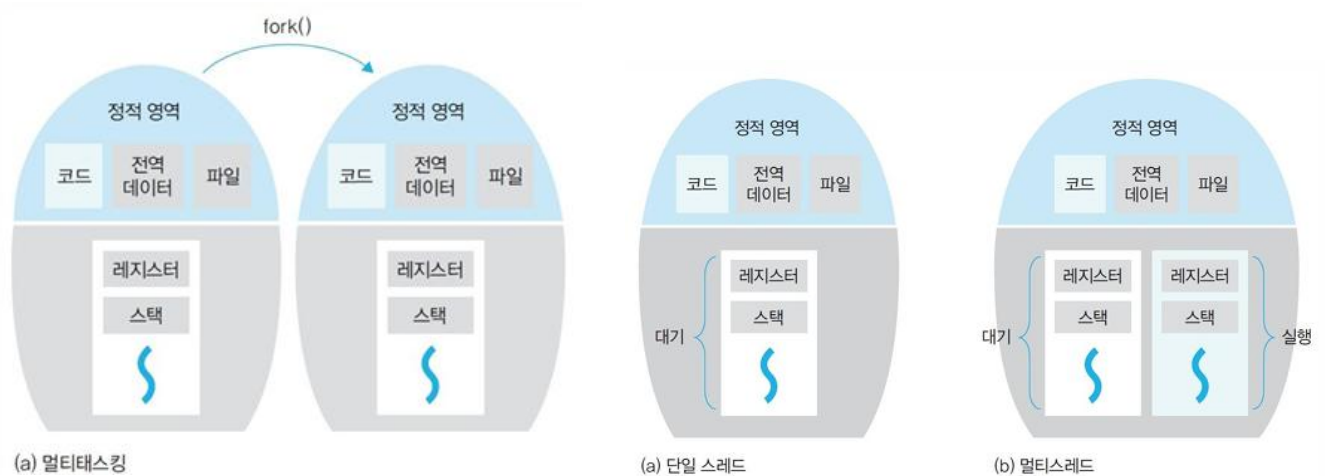 fork()
정적 영역
코드
전역
데이터
파일
레지스터
스택
정적 영역
코드
전역
데이터
파일
레지스터
스택
(a) 멀티태스킹
정적 영역
코드
전역
데이터
파일
대기
레지스터
스택
(a) 단일 스레드
정적 영역
코드
전역
데이터
파일
대기
레지스터
스택
레지스터
스택
실행
(b) 멀티스레드